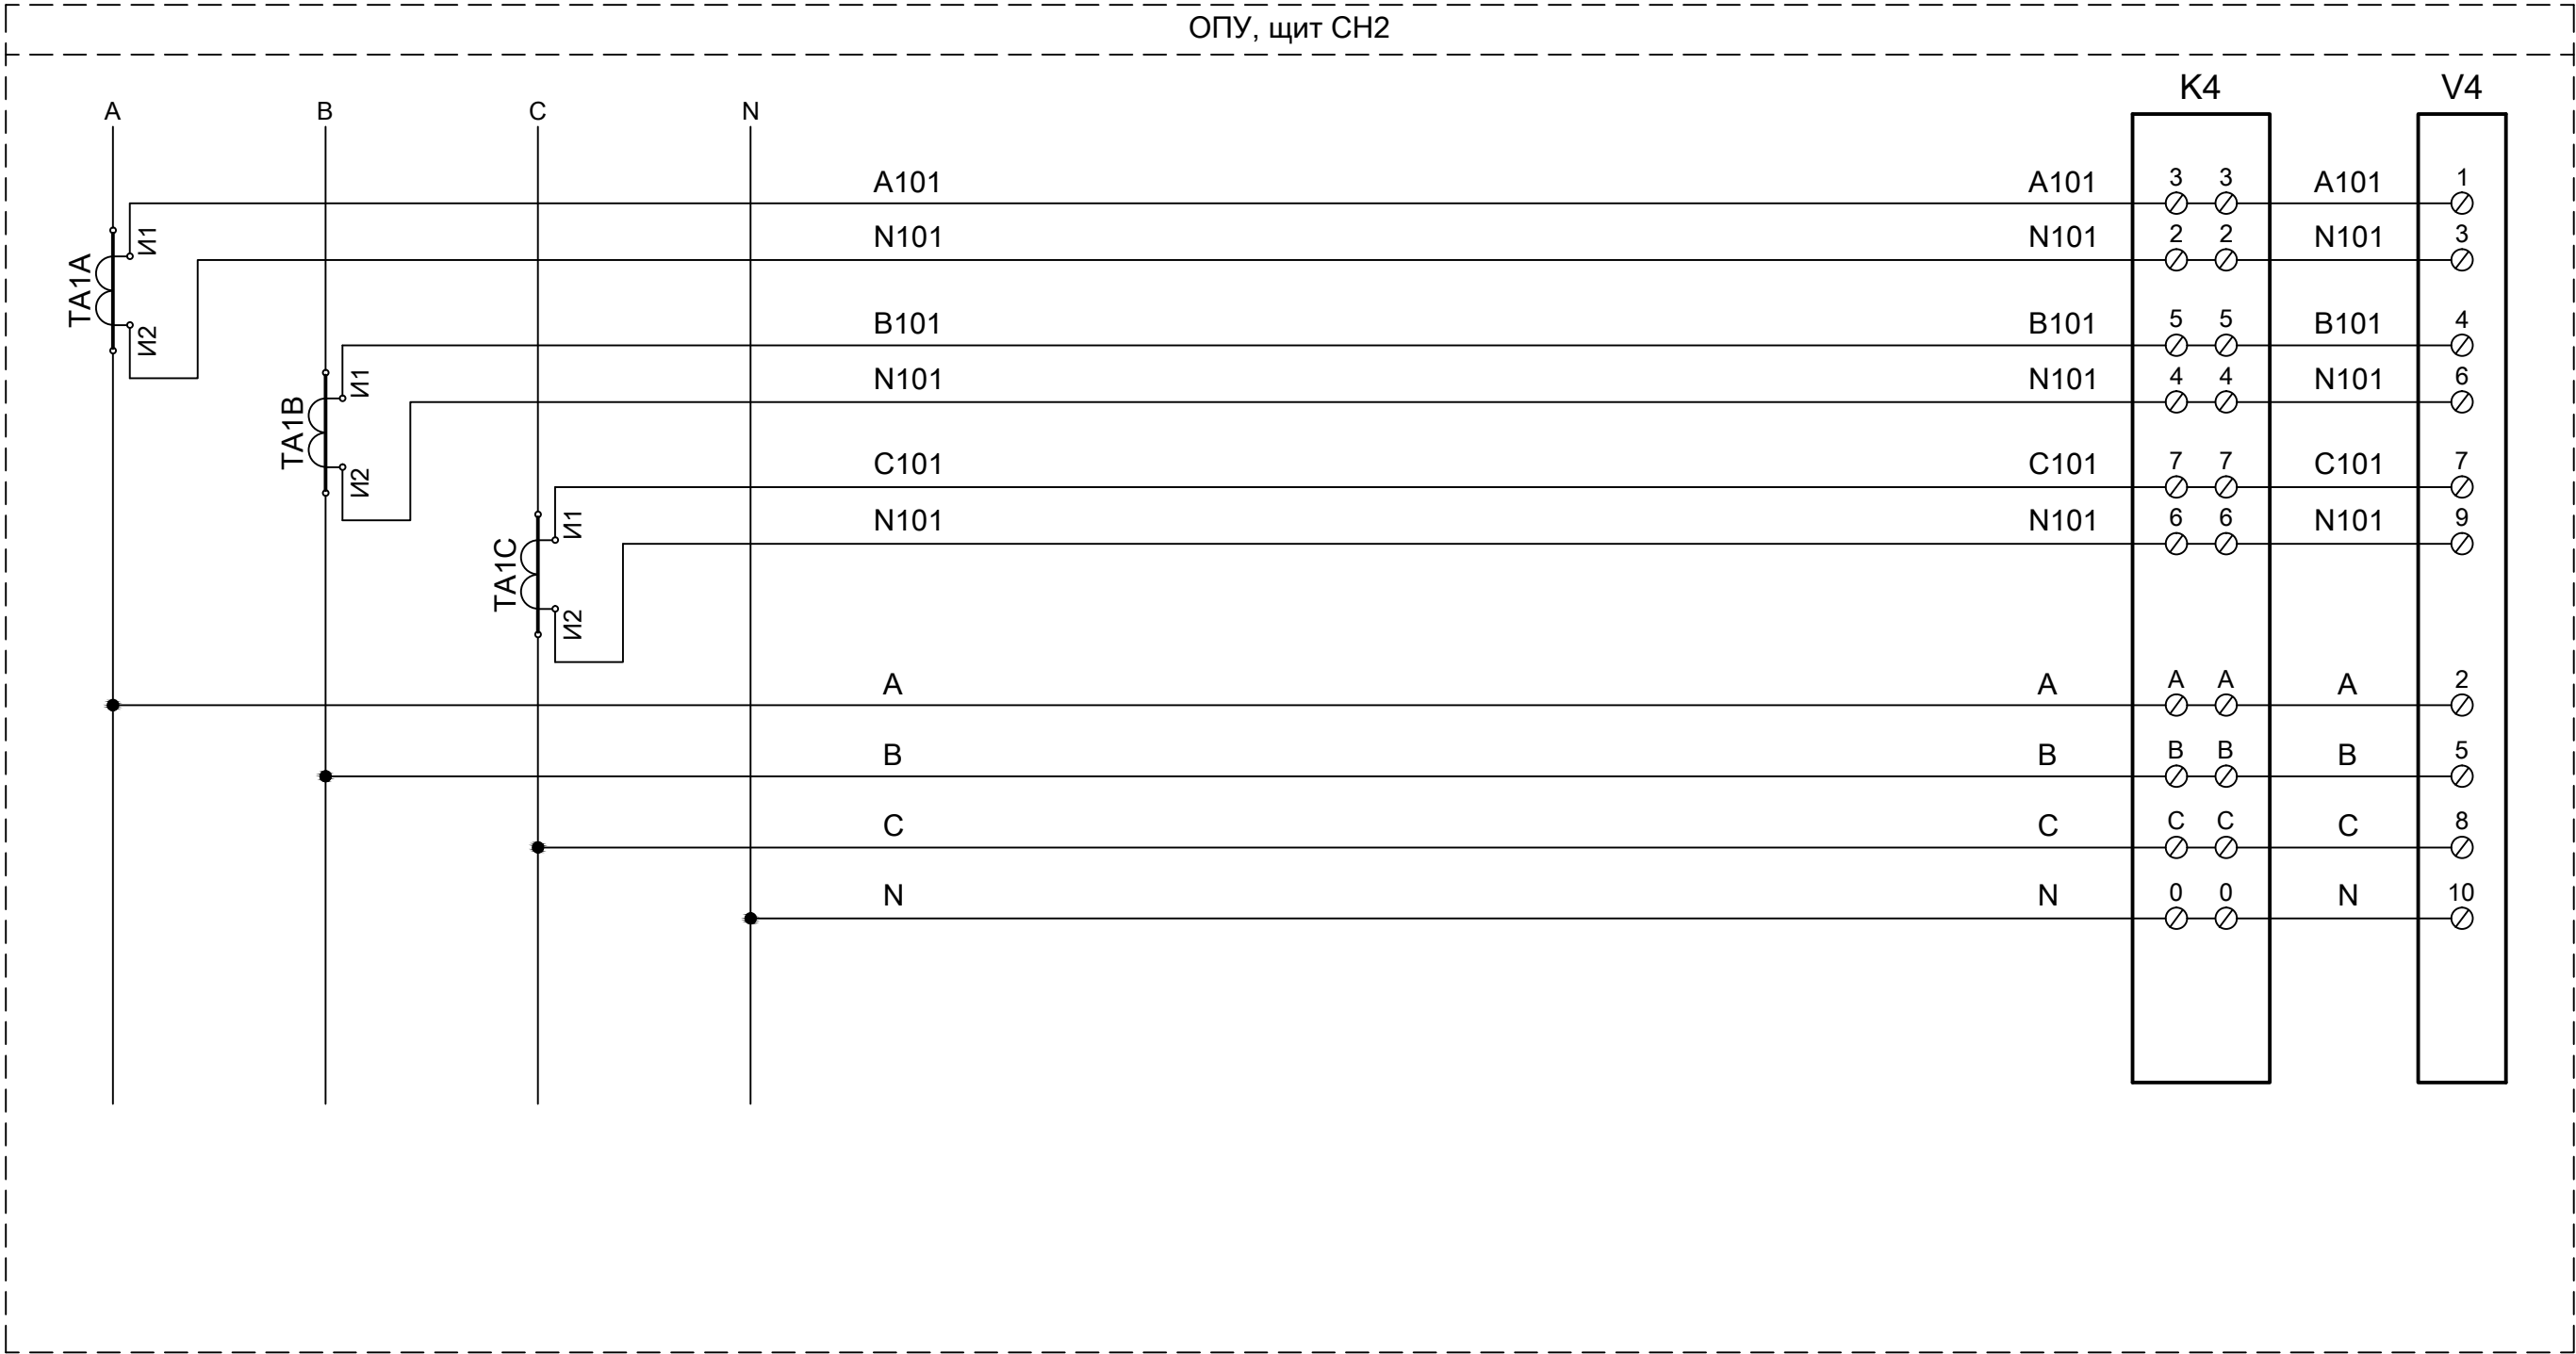 ОПУ, щит СН2
K4 V4
A B C N
A101 A101 3 3 A101 1
N101 N101 2 2 N101 3
И1
TA1A
И2
B101 B101 5 5 B101 4
N101 N101 4 4 N101 6
И1
TA1B
И2
C101 C101 7 7 C101 7
N101 N101 6 6 N101 9
И1
TA1C
И2
A A A A A 2
B B B B B 5
C C C C C 8
N N 0 0 N 10